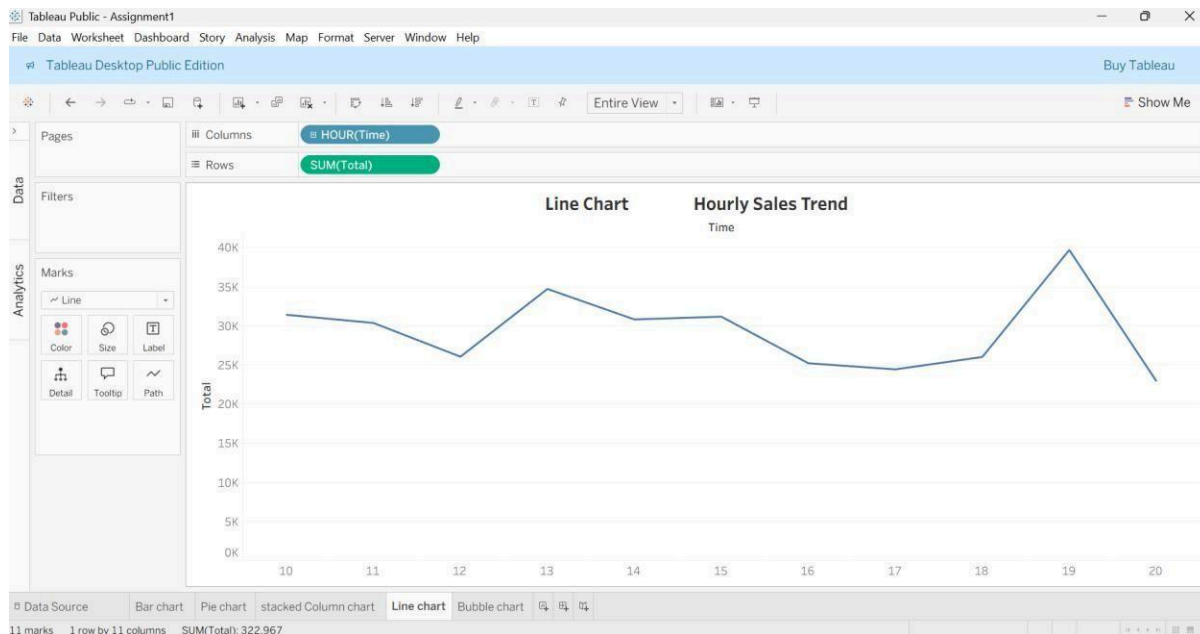 Tableau Public - Assignment1
File Data Worksheet Dashboard Story Analysis Map Format Server Window Help
Tableau Desktop Public Edition Buy Tableau
Entire View Show Me
Pages
Columns HOUR(Time)
Rows SUM(Total)
Data
Filters
Line Chart Hourly Sales Trend
Time
Analytics
Marks
Line
Color Size Label
Detail Tooltip Path
Total
40K
35K
30K
25K
20K
15K
10K
5K
0K
10 11 12 13 14 15 16 17 18 19 20
Data Source Bar chart Pie chart stacked Column chart Line chart Bubble chart
11 marks 1 row by 11 columns SUM(Total): 322,967